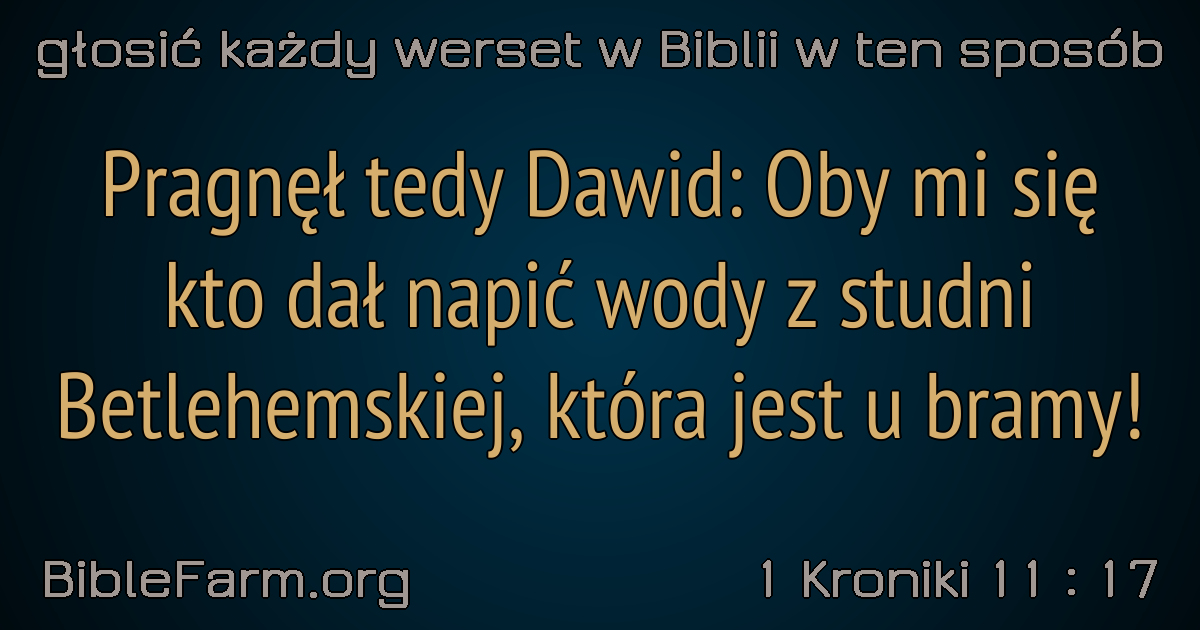 głosić każdy werset w Biblii w ten sposób
Pragnęł tedy Dawid: Oby mi się
kto dał napić wody z studni
Betlehemskiej, która jest u bramy!
BibleFarm.org
1 Kroniki 11 : 17